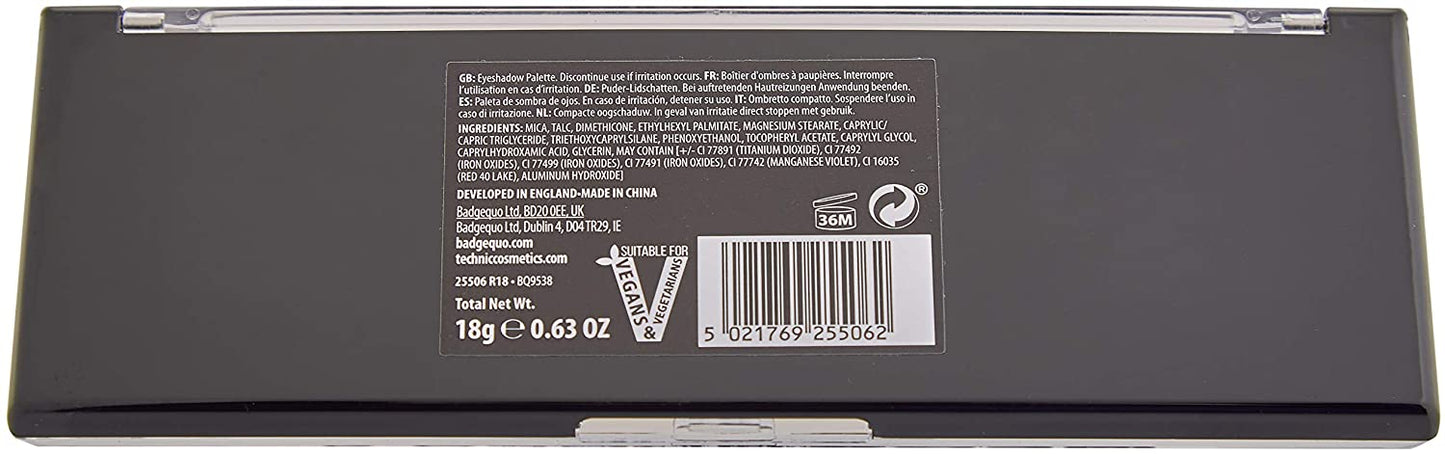 GB: Eyeshadow Palette. Discontinue use if irritation occurs. FR: Boîtier d'ombres à paupières. Interrompre
l'utilisation en cas d'irritation. DE: Puder-Lidschatten. Bei auftretenden Hautreizungen Anwendung beenden.
ES: Paleta de sombra de ojos. En caso de irritación, detener su uso. IT: Ombretto compatto. Sospendere l'uso in
caso di irritazione. NL: Compacte oogschaduw. In geval van irritatie direct stoppen met gebruik.
INGREDIENTS: MICA, TALC, DIMETHICONE, ETHYLHEXYL PALMITATE, MAGNESIUM STEARATE, CAPRYLIC/
CAPRIC TRIGLYCERIDE, TRIETHOXYCAPRYLSILANE, PHENOXYETHANOL, TOCOPHERYL ACETATE, CAPRYLYL GLYCOL,
CAPRYLHYDROXAMIC ACID, GLYCERIN, MAY CONTAIN [+/- CI 77891 (TITANIUM DIOXIDE), CI 77492
(IRON OXIDES), CI 77499 (IRON OXIDES), CI 77491 (IRON OXIDES), CI 77742 (MANGANESE VIOLET), CI 16035
(RED 40 LAKE), ALUMINUM HYDROXIDE]
DEVELOPED IN ENGLAND-MADE IN CHINA
Badgequo Ltd, BD20 0EE, UK
Badgequo Ltd, Dublin 4, D04 TR29, IE
badgequo.com
techniccosmetics.com
25506 R18 • BQ9538
Total Net Wt.
18g ℮ 0.63 OZ
SUITABLE FOR
VEGANS
&
VEGETARIANS
36M
®
5 021769 255062